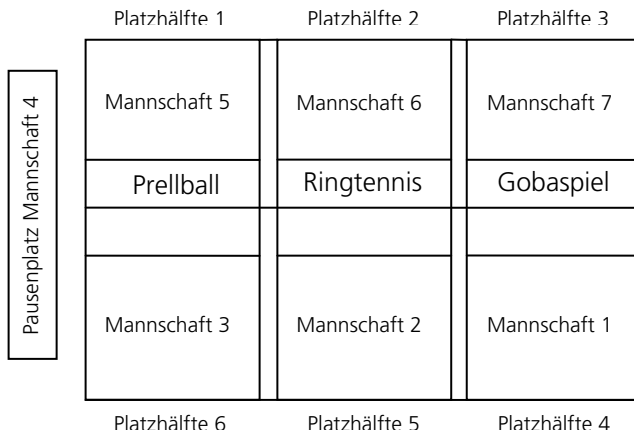 Platzhälfte 1 Platzhälfte 2 Platzhälfte 3
Pausenplatz Mannschaft 4
Mannschaft 5 Mannschaft 6 Mannschaft 7
Prellball Ringtennis Gobaspiel
Mannschaft 3 Mannschaft 2 Mannschaft 1
Platzhälfte 6 Platzhälfte 5 Platzhälfte 4